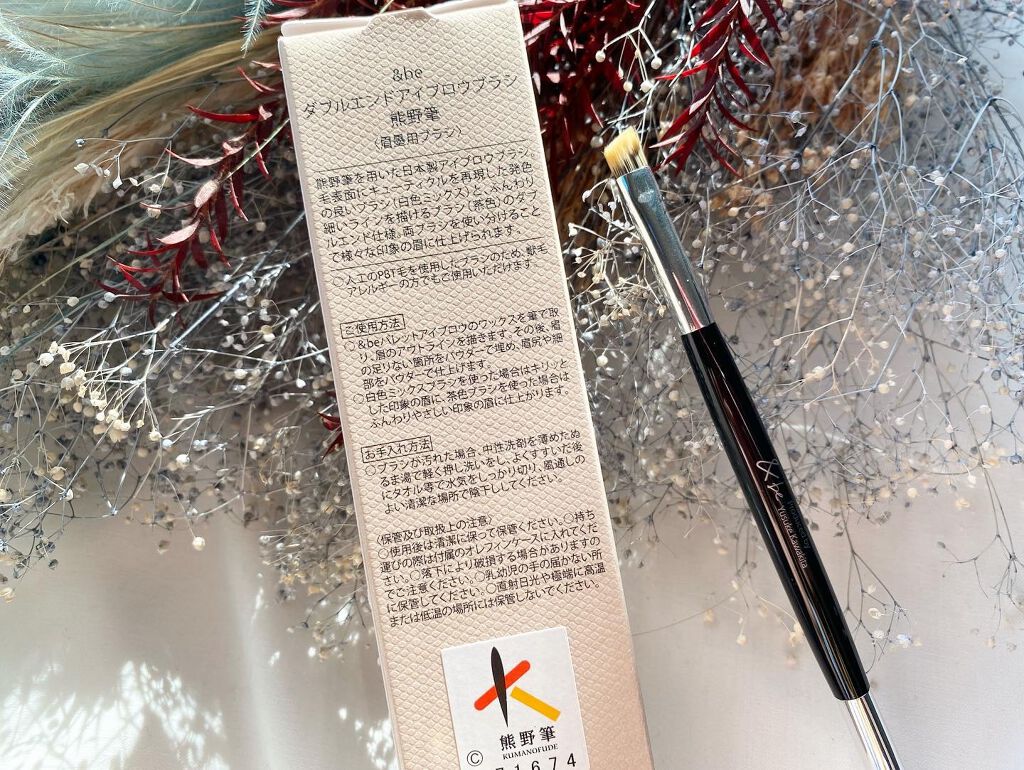 &be
ダブルエンドアイブロウブラシ
熊野筆
〈眉墨用ブラシ〉
熊野筆を用いた日本製アイブロウブラシ。
毛表面にキューティクルを再現した発色
の良いブラシ(白色ミックス)と、ふんわり
細いラインを描けるブラシ(茶色)のダブ
ルエンド仕様。両ブラシを使い分けること
で様々な印象の眉に仕上げられます。
○人工のPBT毛を使用したブラシのため、獣毛
アレルギーの方でもご使用いただけます
ご使用方法
○&beパレットアイブロウのワックスを筆で取
り、眉のアウトラインを描きます。その後、眉
の足りない箇所をパウダーで埋め、眉尻や細
部をパウダーで仕上げます。
○白色ミックスブラシを使った場合はキリッと
した印象の眉に、茶色ブラシを使った場合は
ふんわりやさしい印象の眉に仕上がります。
お手入れ方法
○ブラシが汚れた場合、中性洗剤を薄めたぬ
るま湯で軽く押し洗いをし、よくすすいだ後
にタオル等で水気をしっかり切り、風通しの
よい清潔な場所で陰干ししてください。
〈保管及び取扱上の注意〉
○使用後は清潔に保って保管ください。○持ち
運びの際は付属のオレフィンケースに入れてくだ
さい。○落下により破損する場合がありますの
でご注意ください。○乳幼児の手の届かない所
に保管してください。○直射日光や極端に高温
または低温の場所には保管しないでください。
熊野筆
KUMANOFUDE
© 71674
&be
Yusuke Kawakita